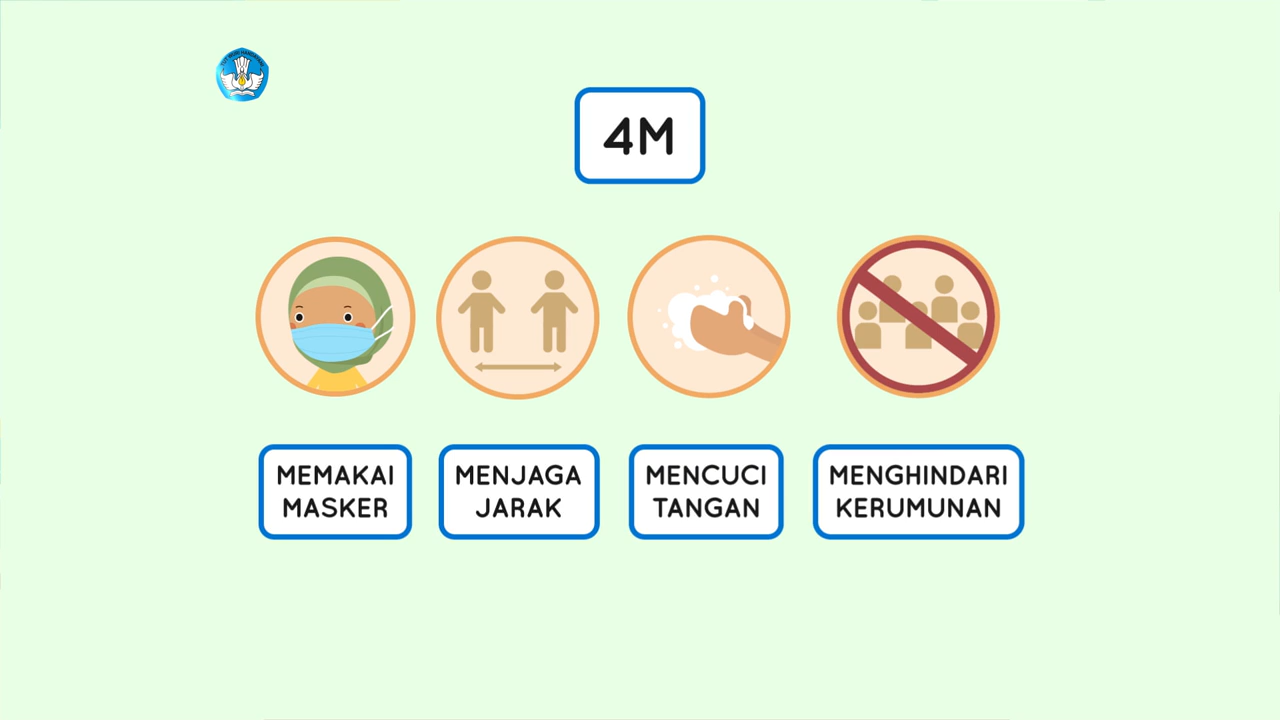 4M
MEMAKAI
MASKER
MENJAGA
JARAK
MENCUCI
TANGAN
MENGHINDARI
KERUMUNAN